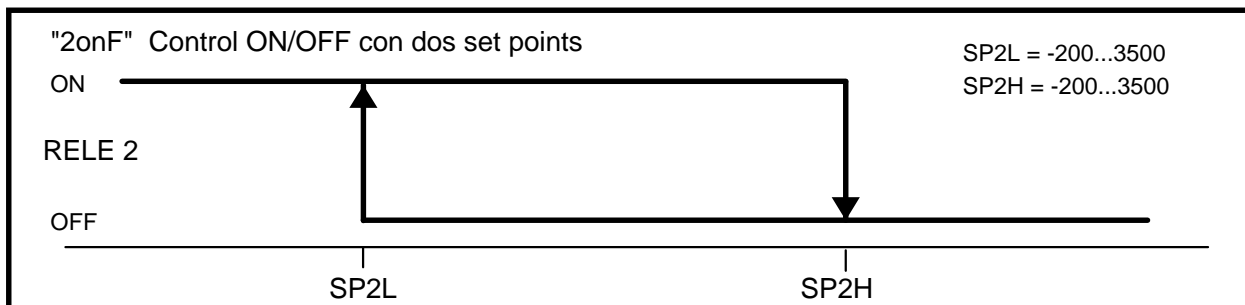 "2onF" Control ON/OFF con dos set points
SP2L = -200...3500
ON
SP2H = -200...3500
RELE 2
OFF
SP2L
SP2H